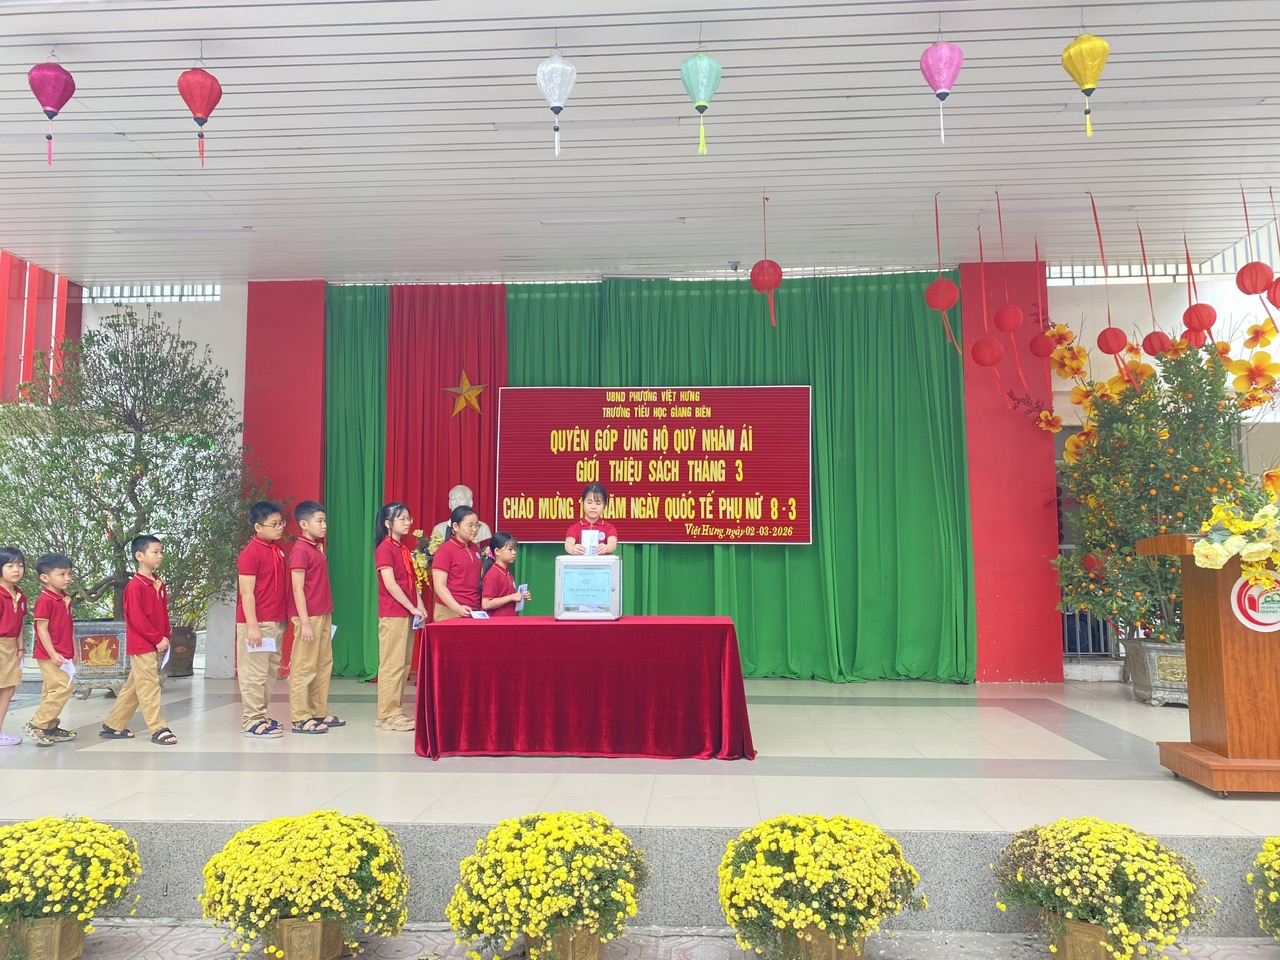 UBND PHƯỜNG VIỆT HƯNG
TRƯỜNG TIỂU HỌC GIANG BIÊN
QUYÊN GÓP ỦNG HỘ QUỸ NHÂN ÁI
GIỚI THIỆU SÁCH THÁNG 3
CHÀO MỪNG NĂM NGÀY QUỐC TẾ PHỤ NỮ 8 - 3
Việt Hưng, ngày 02-03-2026